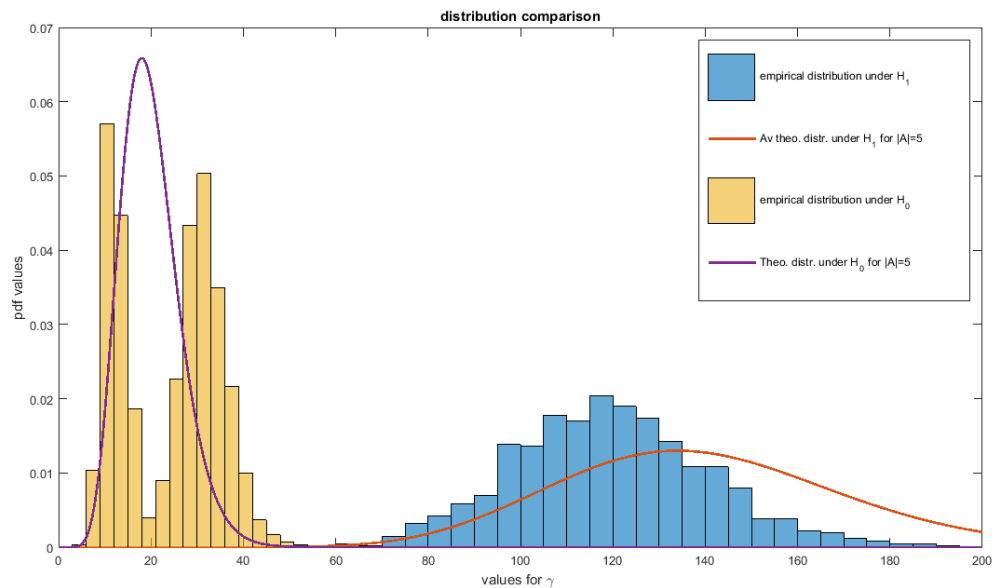 distribution comparison
0.07
0.06
0.05
0.04
0.03
0.02
0.01
0
pdf values
empirical distribution under H₁
Av theo. distr. under H₁ for |A|=5
empirical distribution under H₀
Theo. distr. under H₀ for |A|=5
0 20 40 60 80 100 120 140 160 180 200
values for γ